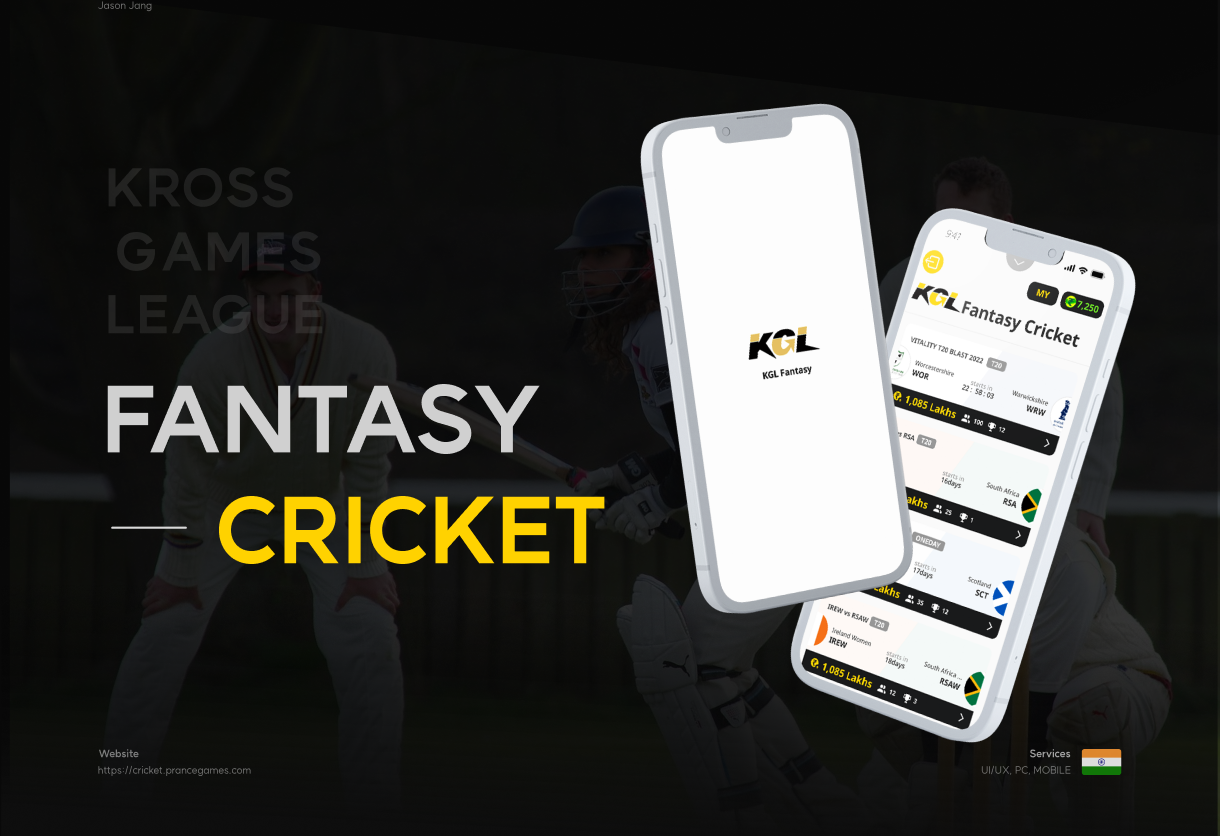 Jason Jang
KROSS
GAMES
LEAGUE
FANTASY
CRICKET
KGL
KGL Fantasy
9:41
MY
7,250
KGL Fantasy Cricket
VITALITY T20 BLAST 2022 T20
Worcestershire
WOR
starts in
22 : 58 : 03
Warwickshire
WRW
1,085 Lakhs 100 12
vs RSA T20
starts in
16days
South Africa
RSA
akhs 25 1
ONEDAY
starts in
17days
Scotland
SCT
akhs 35 12
IREW vs RSAW T20
Ireland Women
IREW
starts in
18days
South Africa ...
RSAW
1,085 Lakhs 12 3
Website
https://cricket.prancegames.com
Services
UI/UX, PC, MOBILE